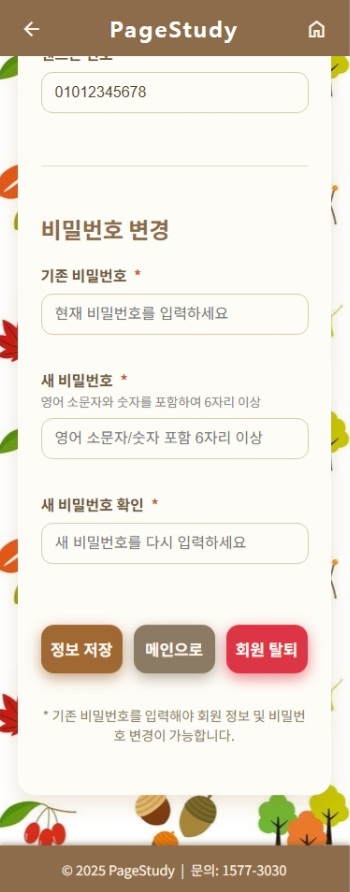 PageStudy
01012345678
비밀번호 변경
기존 비밀번호 *
현재 비밀번호를 입력하세요
새 비밀번호 *
영어 소문자와 숫자를 포함하여 6자리 이상
영어 소문자/숫자 포함 6자리 이상
새 비밀번호 확인 *
새 비밀번호를 다시 입력하세요
정보 저장 메인으로 회원 탈퇴
* 기존 비밀번호를 입력해야 회원 정보 및 비밀번
호 변경이 가능합니다.
© 2025 PageStudy | 문의: 1577-3030